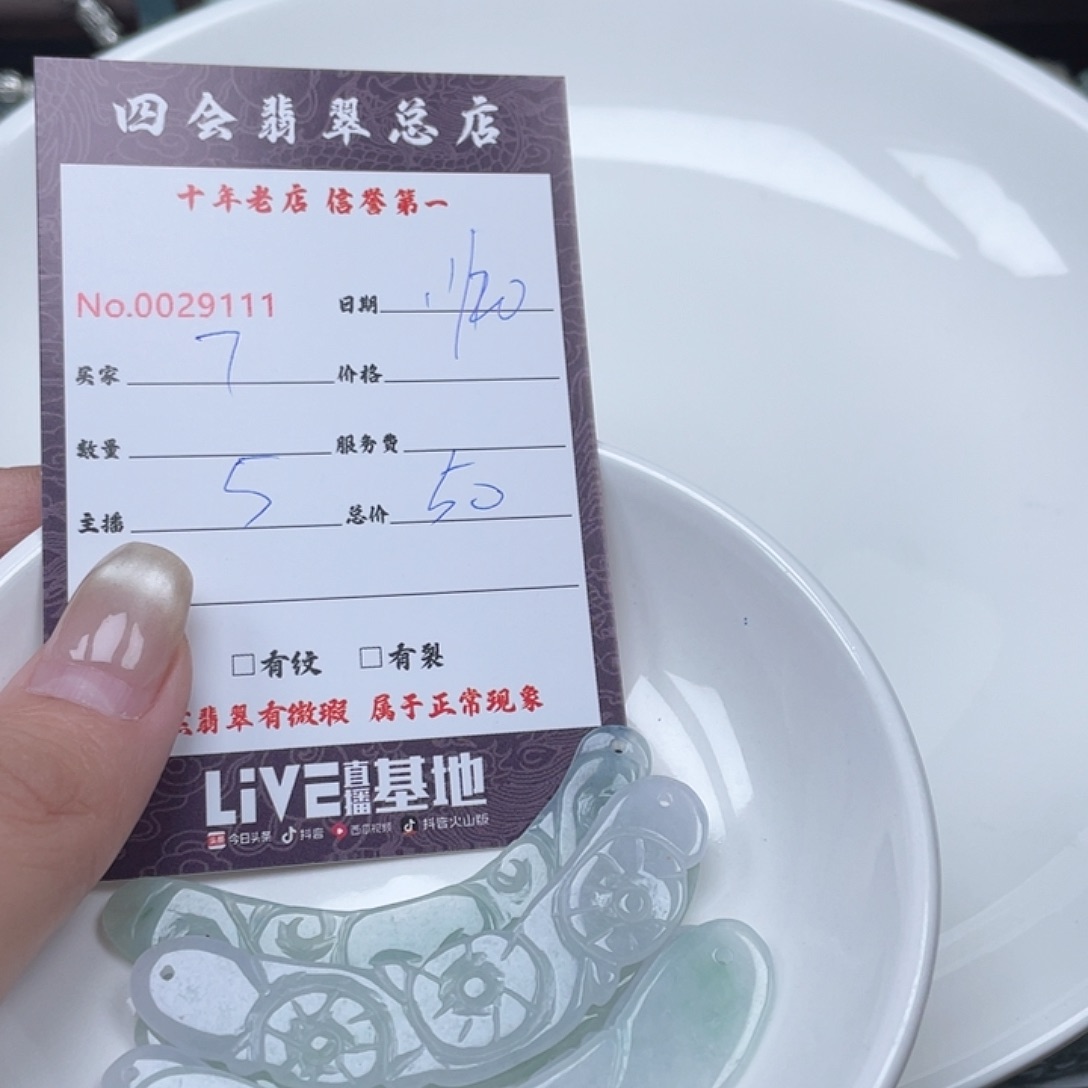 四会翡翠总店
十年老店 信誉第一
No.0029111 日期 11/20
买家 7 价格
数量 服务费
主播 5 总价 50
□有纹 □有裂
翡翠有微瑕 属于正常现象
LiVE直播基地
今日头条 抖音 西瓜视频 抖音火山版